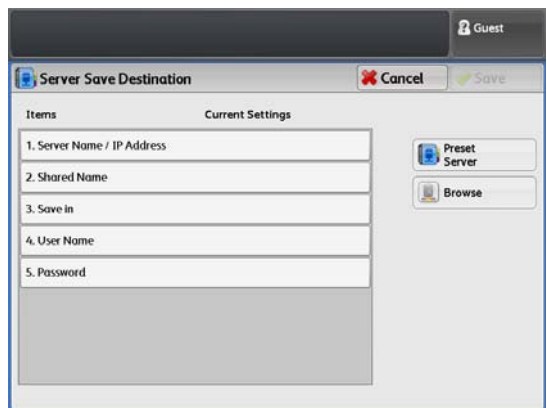 Guest
Server Save Destination
Cancel
Save
Items Current Settings
1. Server Name / IP Address
2. Shared Name
3. Save in
4. User Name
5. Password
Preset
Server
Browse